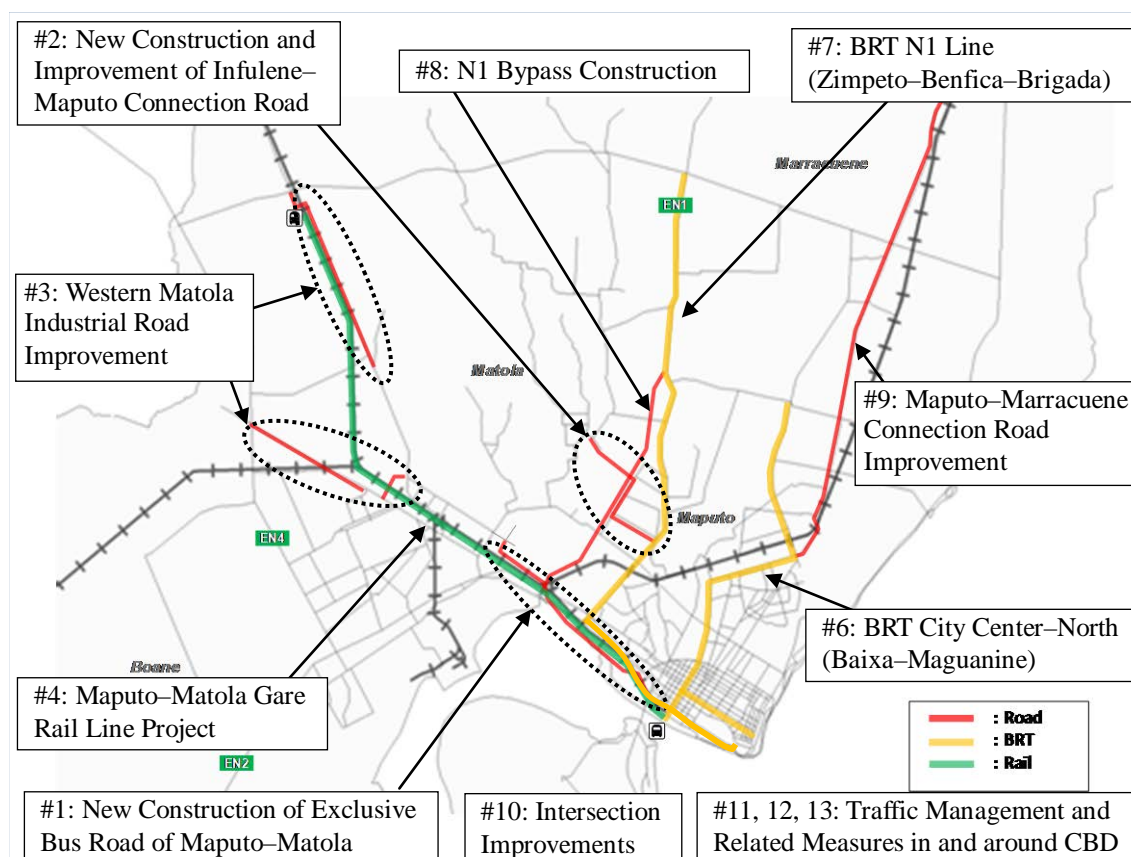 #2: New Construction and
Improvement of Infulene–
Maputo Connection Road
#8: N1 Bypass Construction
#7: BRT N1 Line
(Zimpeto–Benfica–Brigada)
Marracuene
EN1
#3: Western Matola
Industrial Road
Improvement
Matola
#9: Maputo–Marracuene
Connection Road
Improvement
Maputo
EN4
#6: BRT City Center–North
(Baixa–Maguanine)
Boane
#4: Maputo–Matola Gare
Rail Line Project
: Road
: BRT
: Rail
EN2
#1: New Construction of Exclusive
Bus Road of Maputo–Matola
#10: Intersection
Improvements
#11, 12, 13: Traffic Management and
Related Measures in and around CBD